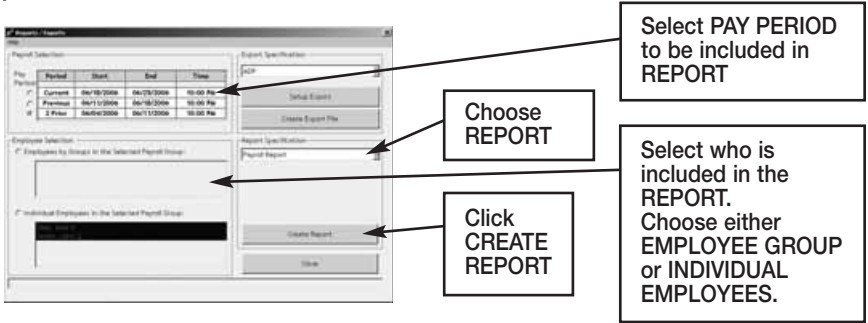 Reports / Exports
Help
Payroll Selection
Pay Period
Period Start End Time
Current 06/18/2006 06/25/2006 10:00 PM
Previous 06/11/2006 06/18/2006 10:00 PM
2 Prior 06/04/2006 06/11/2006 10:00 PM
Export Specification
ADP
Setup Export
Create Export File
Employee Selection
Employees by Groups in the Selected Payroll Group:
Individual Employees in the Selected Payroll Group:
Report Specification
Payroll Report
Create Report
Close
Select PAY PERIOD
to be included in
REPORT
Choose
REPORT
Select who is
included in the
REPORT.
Choose either
EMPLOYEE GROUP
or INDIVIDUAL
EMPLOYEES.
Click
CREATE
REPORT